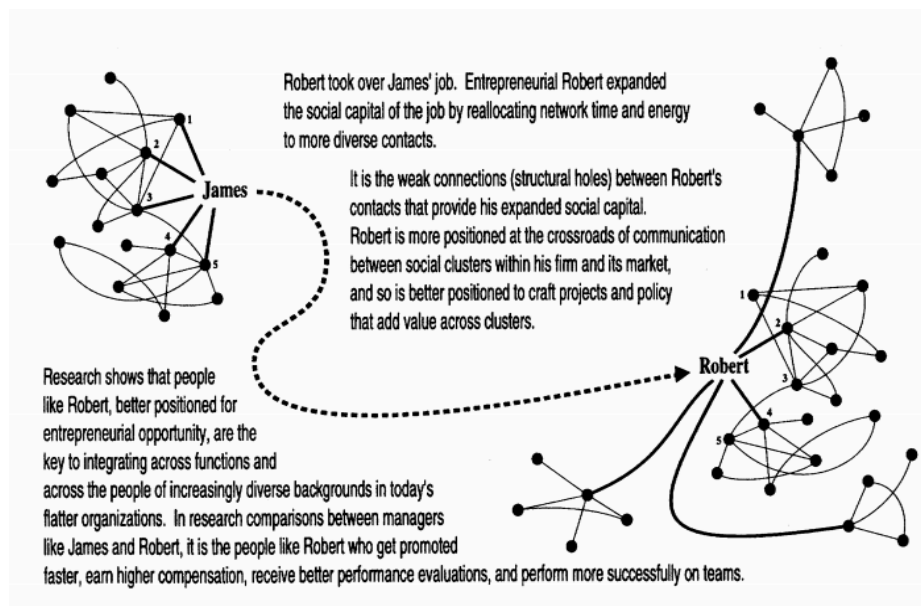 Robert took over James' job. Entrepreneurial Robert expanded
the social capital of the job by reallocating network time and energy
to more diverse contacts.
1
2
It is the weak connections (structural holes) between Robert's
James
contacts that provide his expanded social capital.
3
Robert is more positioned at the crossroads of communication
4
between social clusters within his firm and its market,
5
and so is better positioned to craft projects and policy
1
that add value across clusters.
2
Robert
Research shows that people
3
like Robert, better positioned for
4
entrepreneurial opportunity, are the
5
key to integrating across functions and
across the people of increasingly diverse backgrounds in today's
flatter organizations. In research comparisons between managers
like James and Robert, it is the people like Robert who get promoted
faster, earn higher compensation, receive better performance evaluations, and perform more successfully on teams.